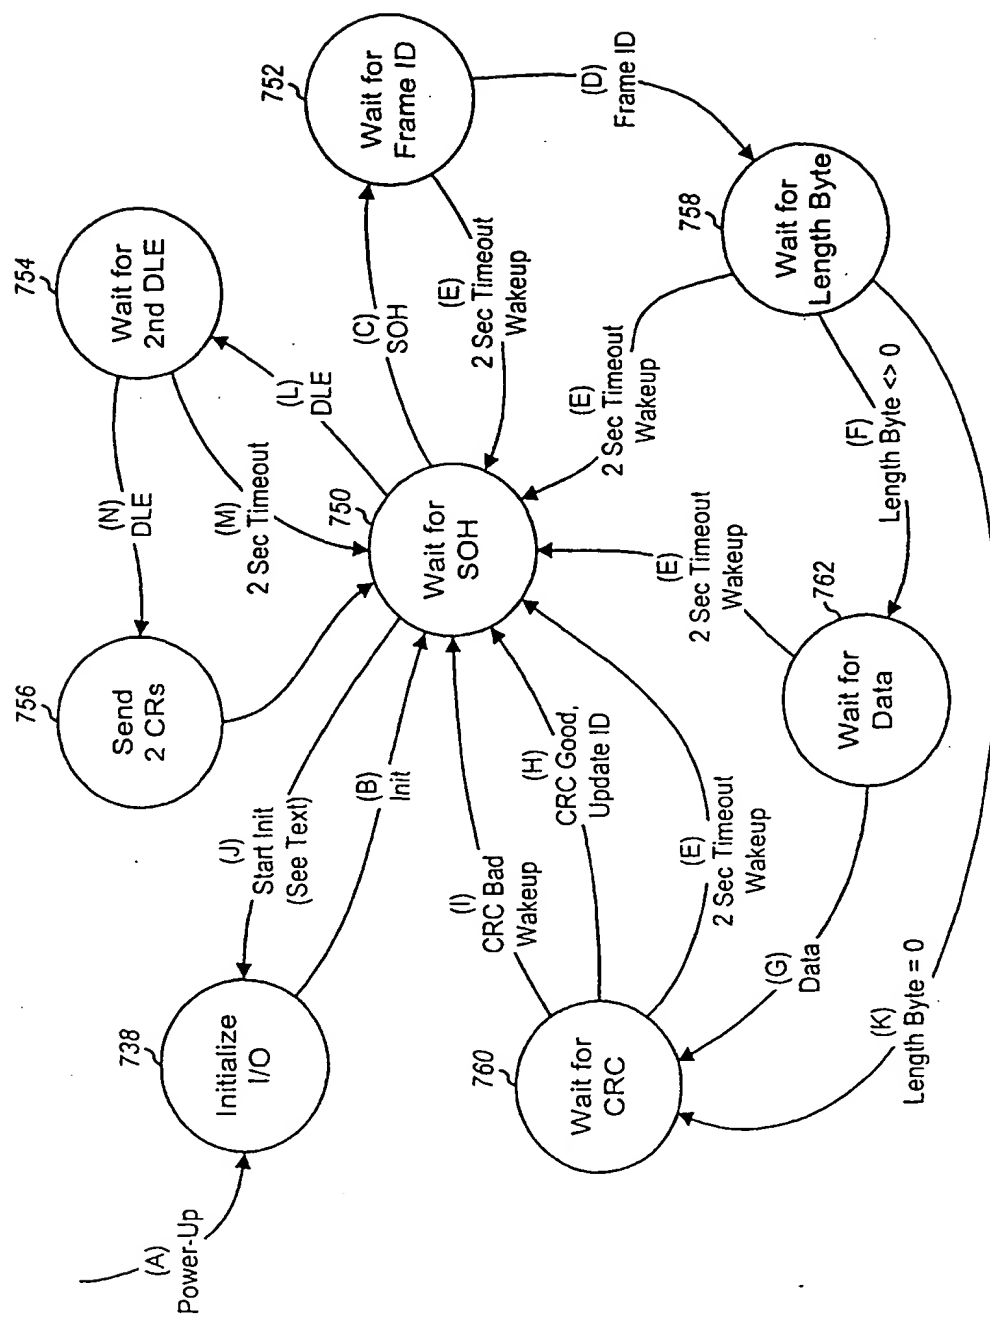 (A)
Power-Up
738
Initialize
I/O
(J)
Start Init
(See Text)
(B)
Init
756
Send
2 CRs
(N)
DLE
(M)
2 Sec Timeout
754
Wait for
2nd DLE
(L)
DLE
750
Wait for
SOH
(C)
SOH
(E)
2 Sec Timeout
Wakeup
752
Wait for
Frame ID
(D)
Frame ID
760
Wait for
CRC
(I)
CRC Bad
Wakeup
(H)
CRC Good,
Update ID
(E)
2 Sec Timeout
Wakeup
(E)
2 Sec Timeout
Wakeup
(E)
2 Sec Timeout
Wakeup
758
Wait for
Length Byte
(G)
Data
762
Wait for
Data
(F)
Length Byte <> 0
(K)
Length Byte = 0